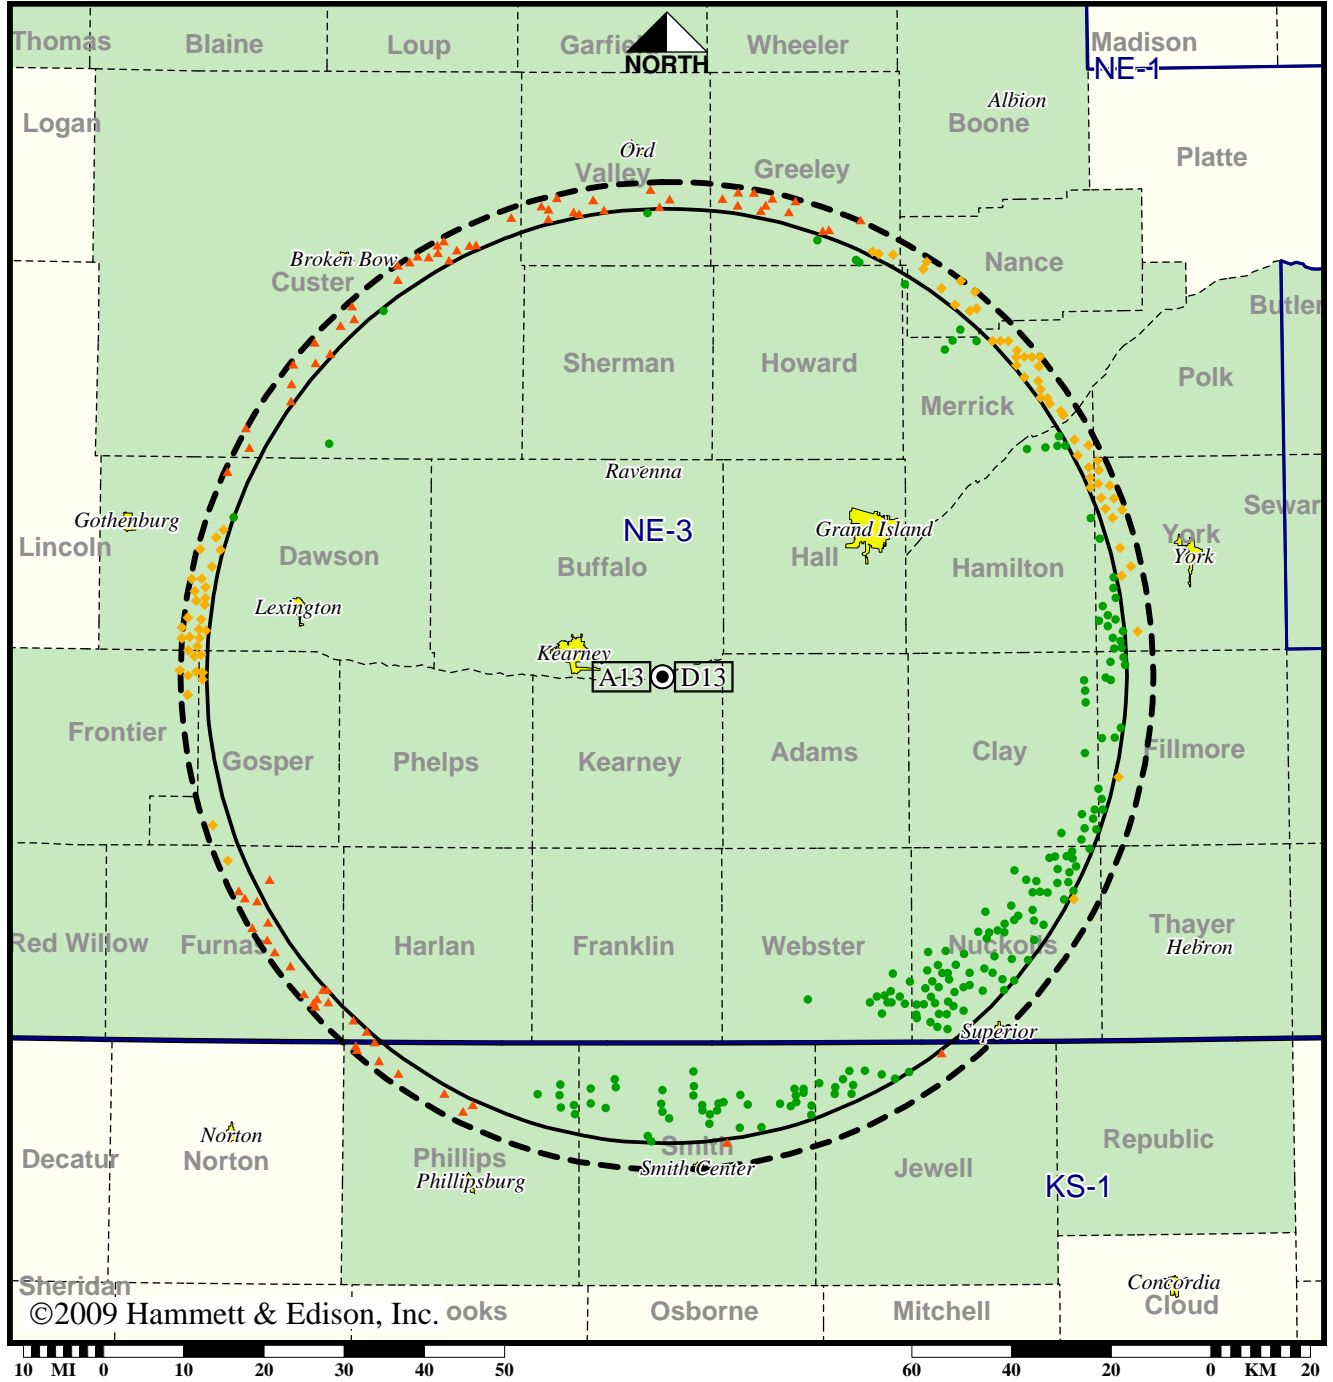 Thomas
Blaine
Loup
Garfie
Wheeler
Madison
NORTH
NE-1
Albion
Boone
Logan
Ord
Valley
Greeley
Platte
Broken Bow
Custer
Nance
Butler
Sherman
Howard
Polk
Merrick
Ravenna
Gothenburg
NE-3
Grand Island
Sewar
York
York
Lincoln
Dawson
Buffalo
Hall
Hamilton
Lexington
Kearney
A13
D13
Frontier
Gosper
Phelps
Kearney
Adams
Clay
Fillmore
Red Willow
Furnas
Harlan
Franklin
Webster
Nuckolls
Thayer
Hebron
Superior
Norton
Decatur
Norton
Phillips
Phillipsburg
Smith
Smith Center
Jewell
Republic
KS-1
Sheridan
Concordia
©2009 Hammett & Edison, Inc.
ooks
Osborne
Mitchell
Cloud
10 MI 0 10 20 30 40 50
60 40 20 0 KM 20